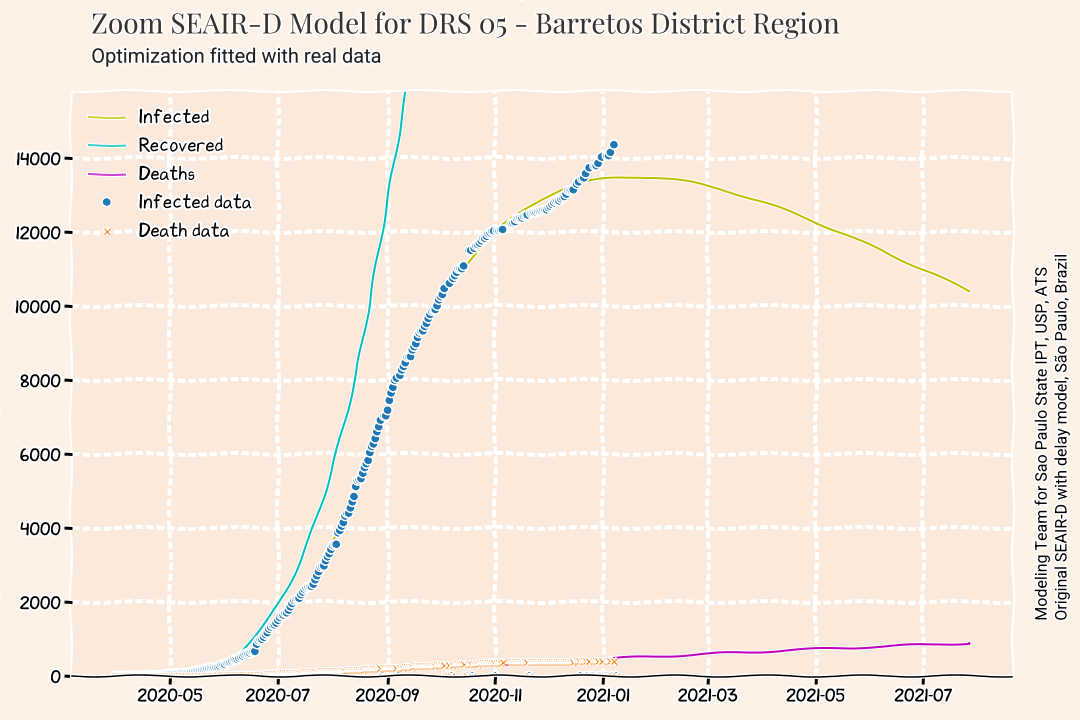 Zoom SEAIR-D Model for DRS 05 - Barretos District Region
Optimization fitted with real data
Infected
Recovered
Deaths
Infected data
Death data
14000
12000
10000
8000
6000
4000
2000
0
2020-05 2020-07 2020-09 2020-11 2021-01 2021-03 2021-05 2021-07
Modeling Team for Sao Paulo State IPT, USP, ATS
Original SEAIR-D with delay model, São Paulo, Brazil